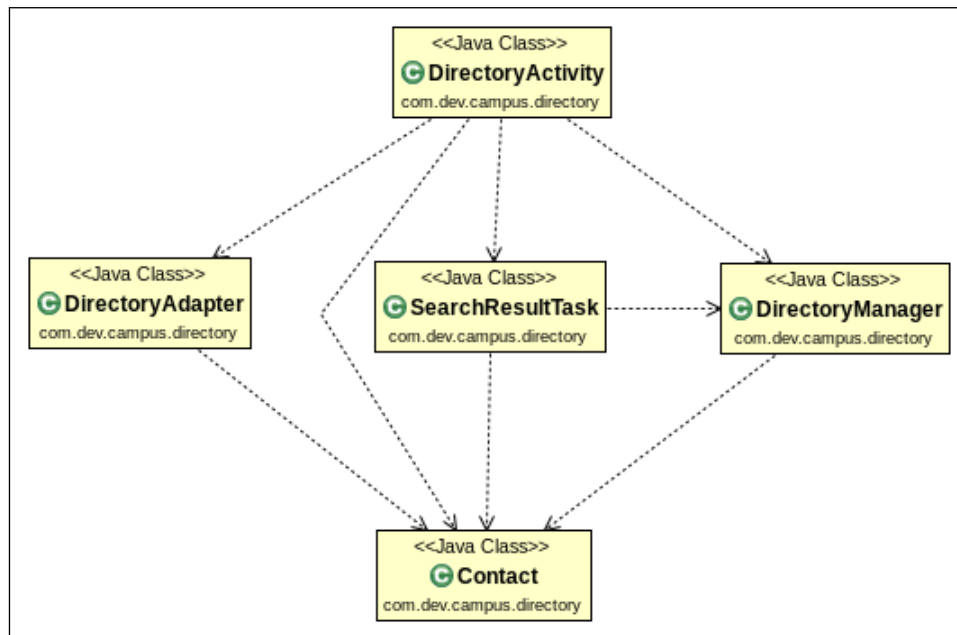 <<Java Class>>
C DirectoryActivity
com.dev.campus.directory
<<Java Class>>
C DirectoryAdapter
com.dev.campus.directory
<<Java Class>>
C SearchResultTask
com.dev.campus.directory
<<Java Class>>
C DirectoryManager
com.dev.campus.directory
<<Java Class>>
C Contact
com.dev.campus.directory